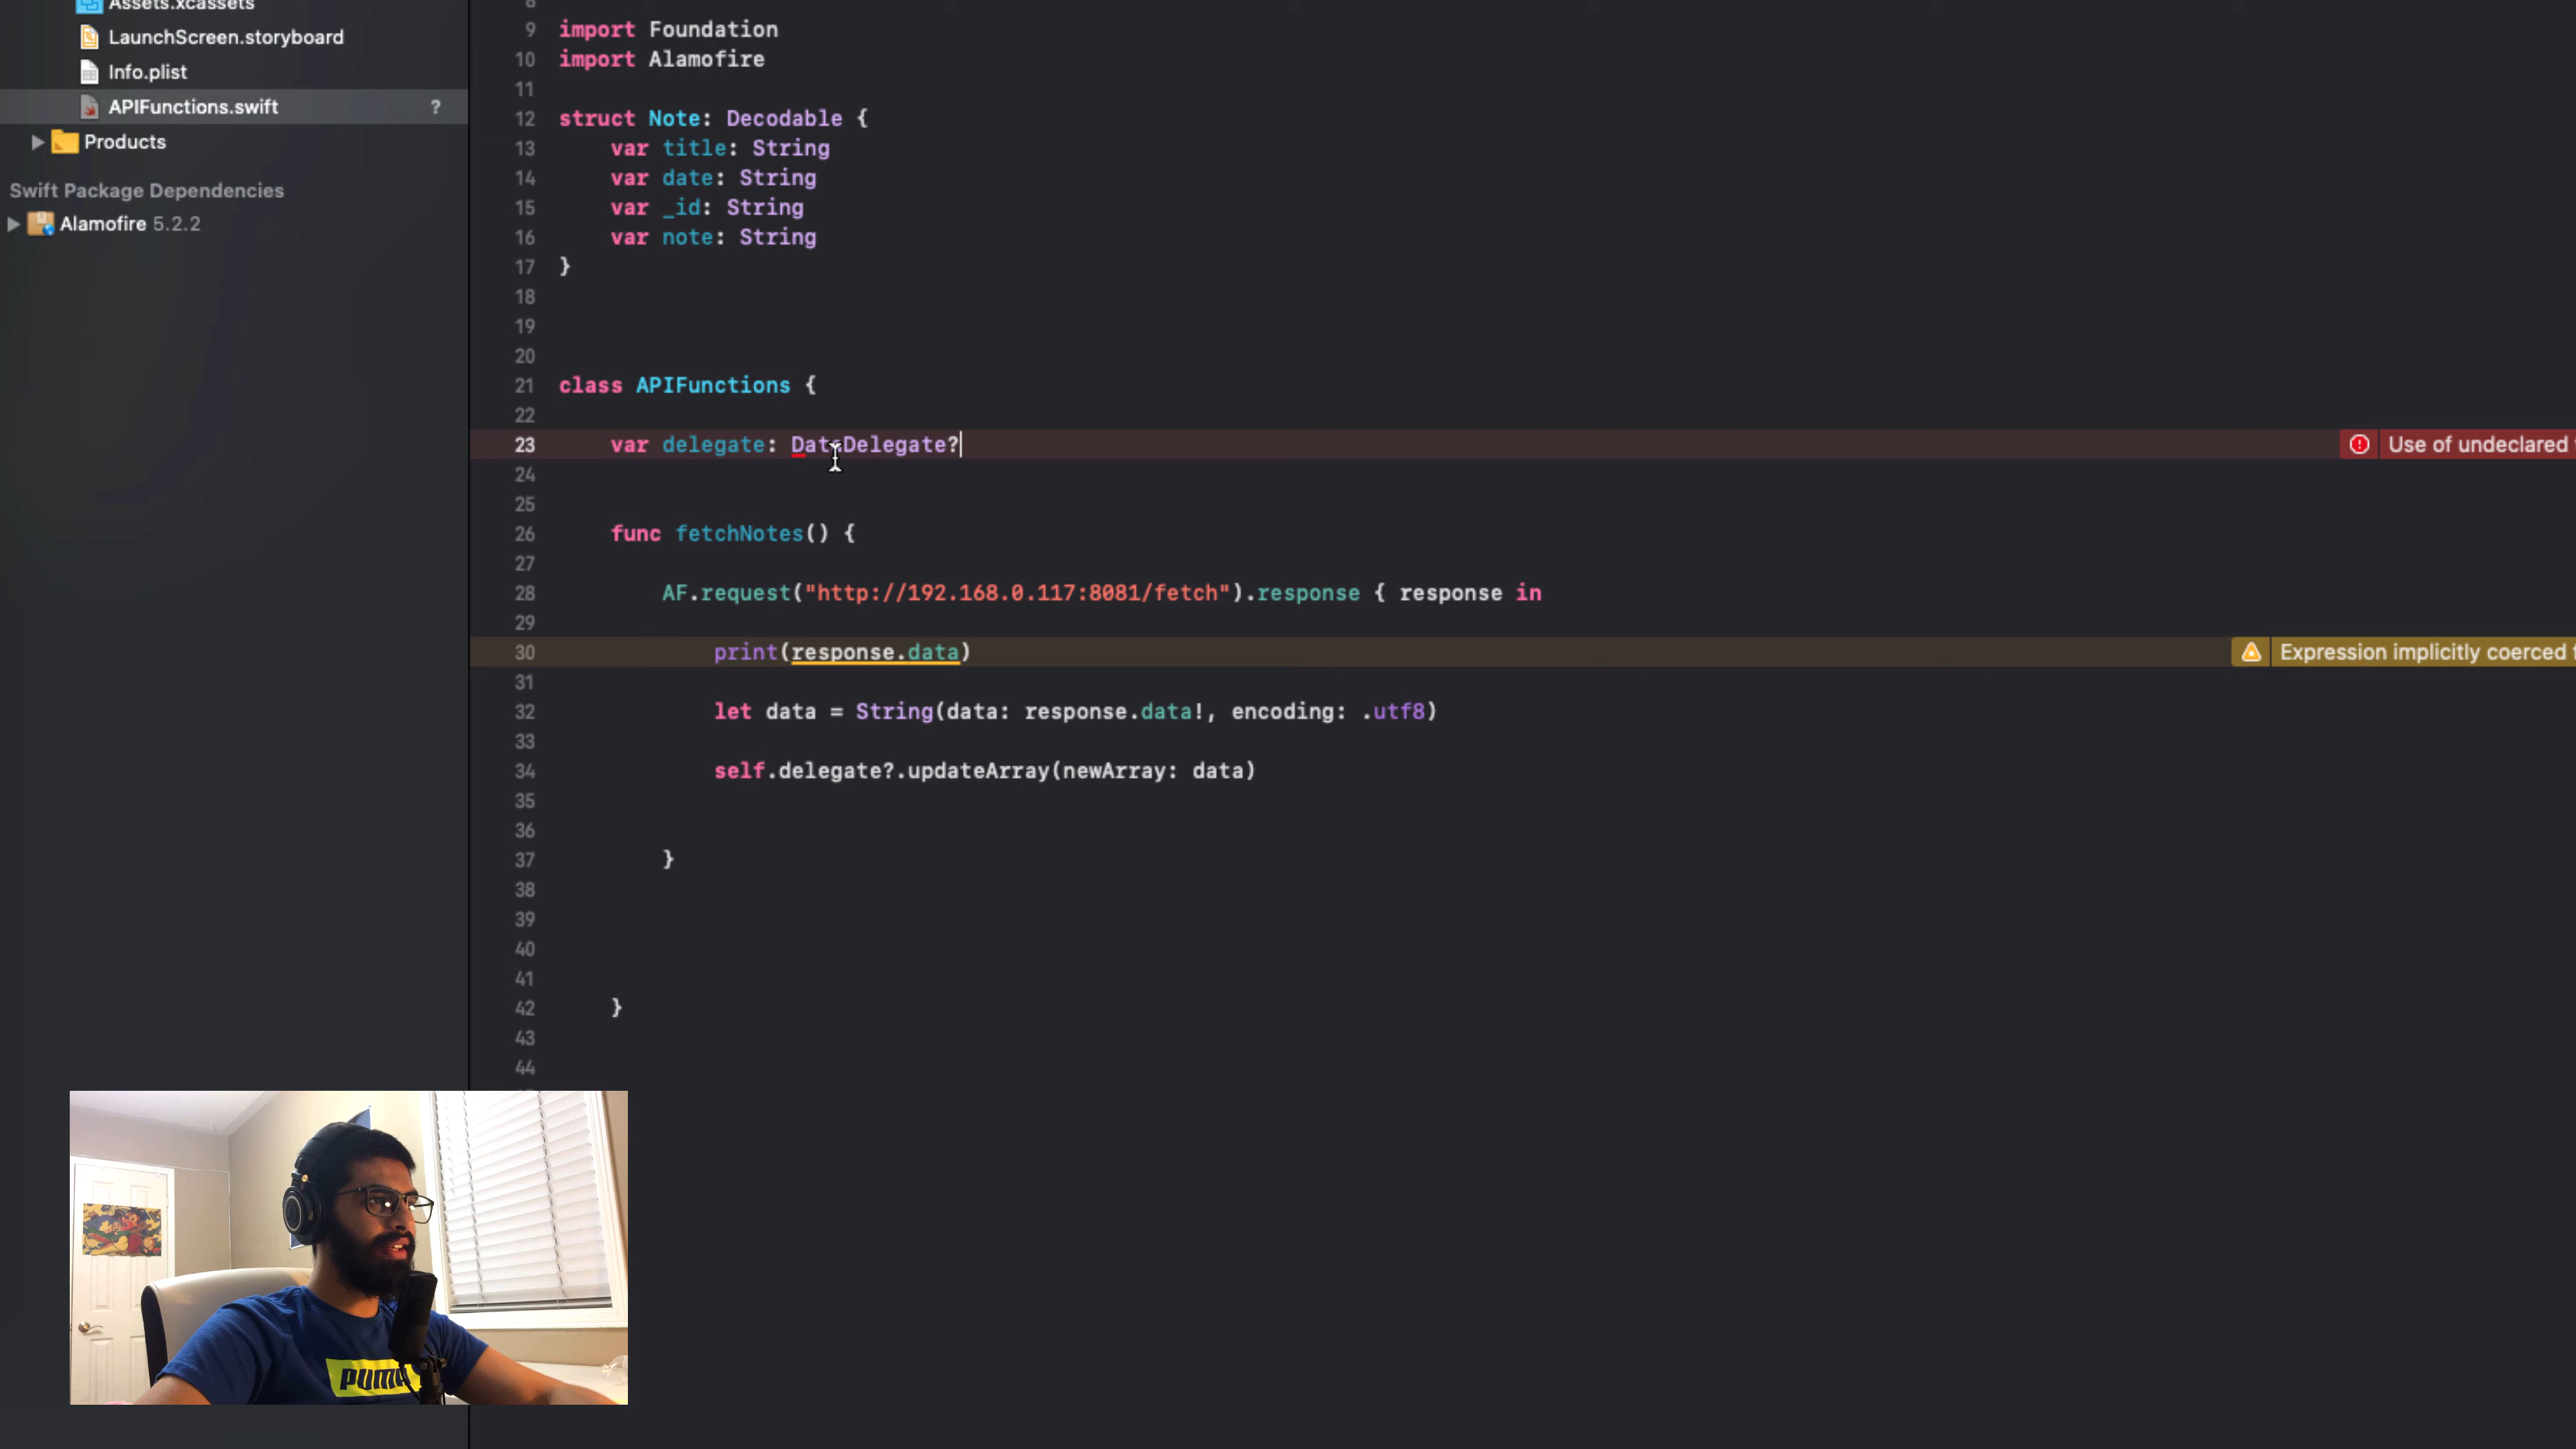 Assets.xcassets
LaunchScreen.storyboard
Info.plist
APIFunctions.swift ?
Products
Swift Package Dependencies
Alamofire 5.2.2
8
9 import Foundation
10 import Alamofire
11
12 struct Note: Decodable {
13 var title: String
14 var date: String
15 var _id: String
16 var note: String
17 }
18
19
20
21 class APIFunctions {
22
23 var delegate: DataDelegate? Use of undeclared
24
25
26 func fetchNotes() {
27
28 AF.request("http://192.168.0.117:8081/fetch").response { response in
29
30 print(response.data) Expression implicitly coerced
31
32 let data = String(data: response.data!, encoding: .utf8)
33
34 self.delegate?.updateArray(newArray: data)
35
36
37 }
38
39
40
41
42 }
43
44
PUMA